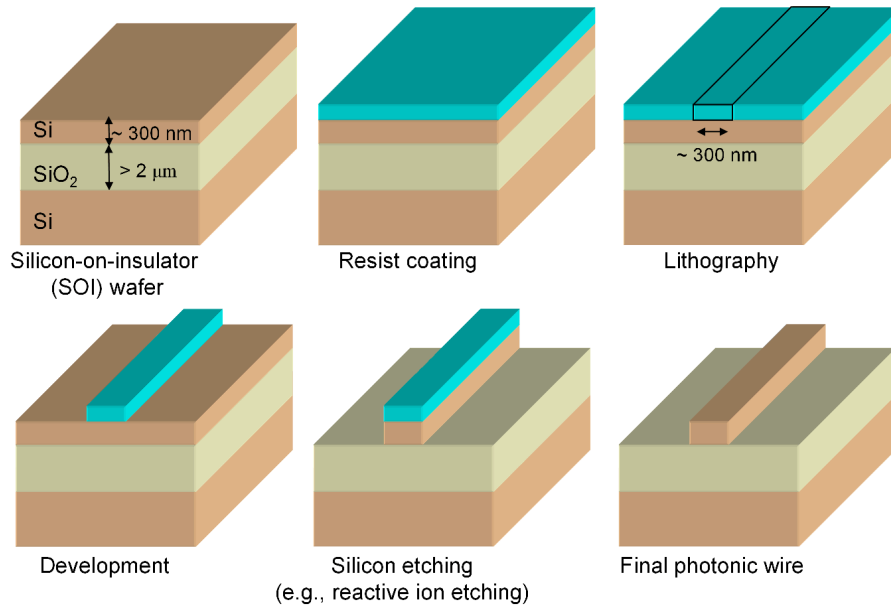 Si
~ 300 nm
SiO₂
> 2 μm
Si
Silicon-on-insulator
(SOI) wafer
Resist coating
~ 300 nm
Lithography
Development
Silicon etching
(e.g., reactive ion etching)
Final photonic wire